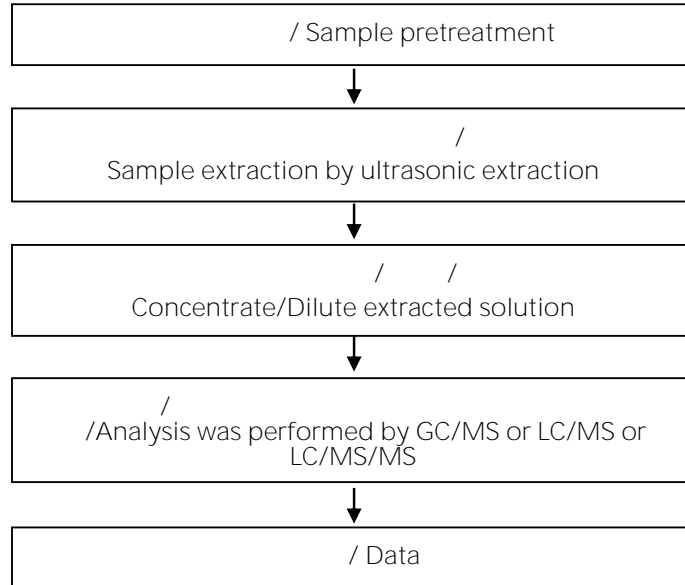 / Sample pretreatment
/
Sample extraction by ultrasonic extraction
/ /
Concentrate/Dilute extracted solution
/
/Analysis was performed by GC/MS or LC/MS or
LC/MS/MS
/ Data